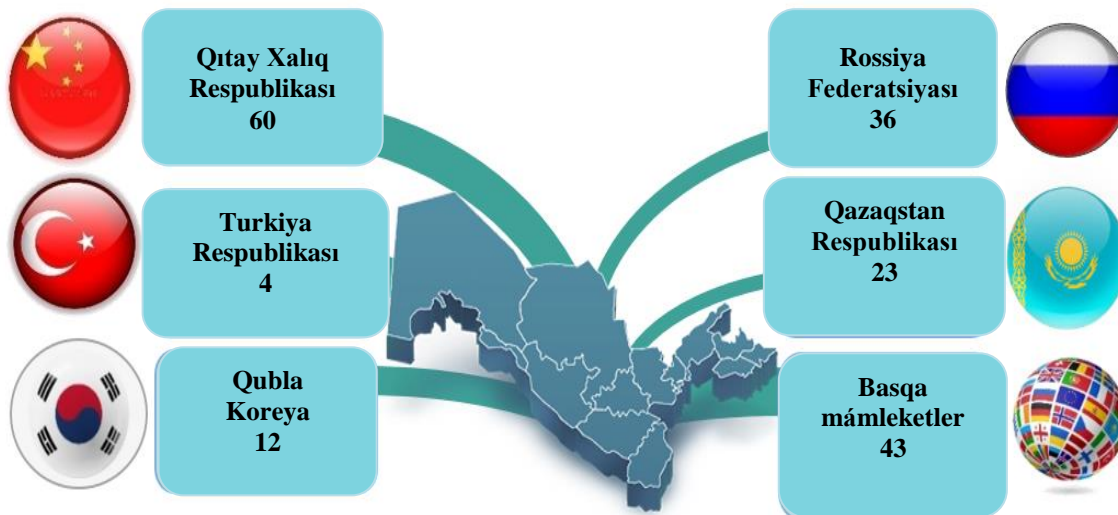 Qıtay Xalıq
Respublikası
60
Turkiya
Respublikası
4
Qubla
Koreya
12
Rossiya
Federatsiyası
36
Qazaqstan
Respublikası
23
Basqa
mámleketler
43